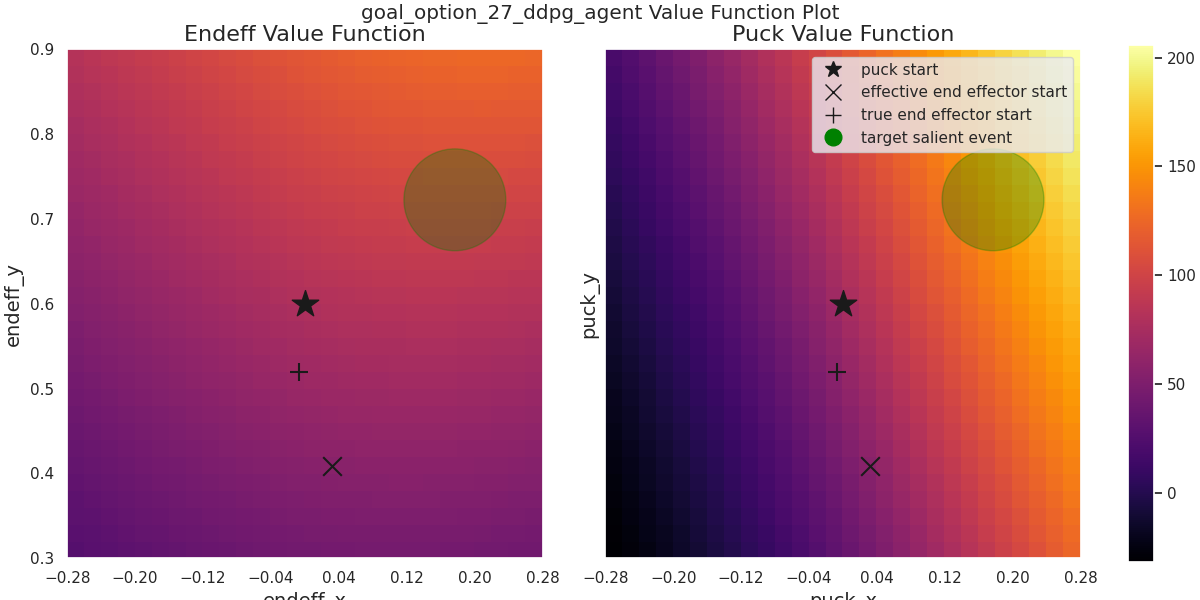 goal_option_27_ddpg_agent Value Function Plot
Endeff Value Function
Puck Value Function
0.9
0.8
0.7
0.6
0.5
0.4
0.3
endeff_y
−0.28 −0.20 −0.12 −0.04 0.04 0.12 0.20 0.28
endeff_x
puck_y
puck start
effective end effector start
true end effector start
target salient event
−0.28 −0.20 −0.12 −0.04 0.04 0.12 0.20 0.28
puck_x
200
150
100
50
0